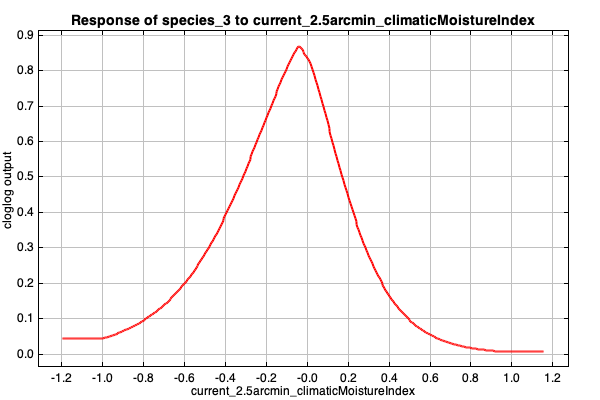 Response of species_3 to current_2.5arcmin_climaticMoistureIndex
0.9
0.8
0.7
0.6
0.5
0.4
0.3
0.2
0.1
0.0
cloglog output
-1.2 -1.0 -0.8 -0.6 -0.4 -0.2 -0.0 0.2 0.4 0.6 0.8 1.0 1.2
current_2.5arcmin_climaticMoistureIndex